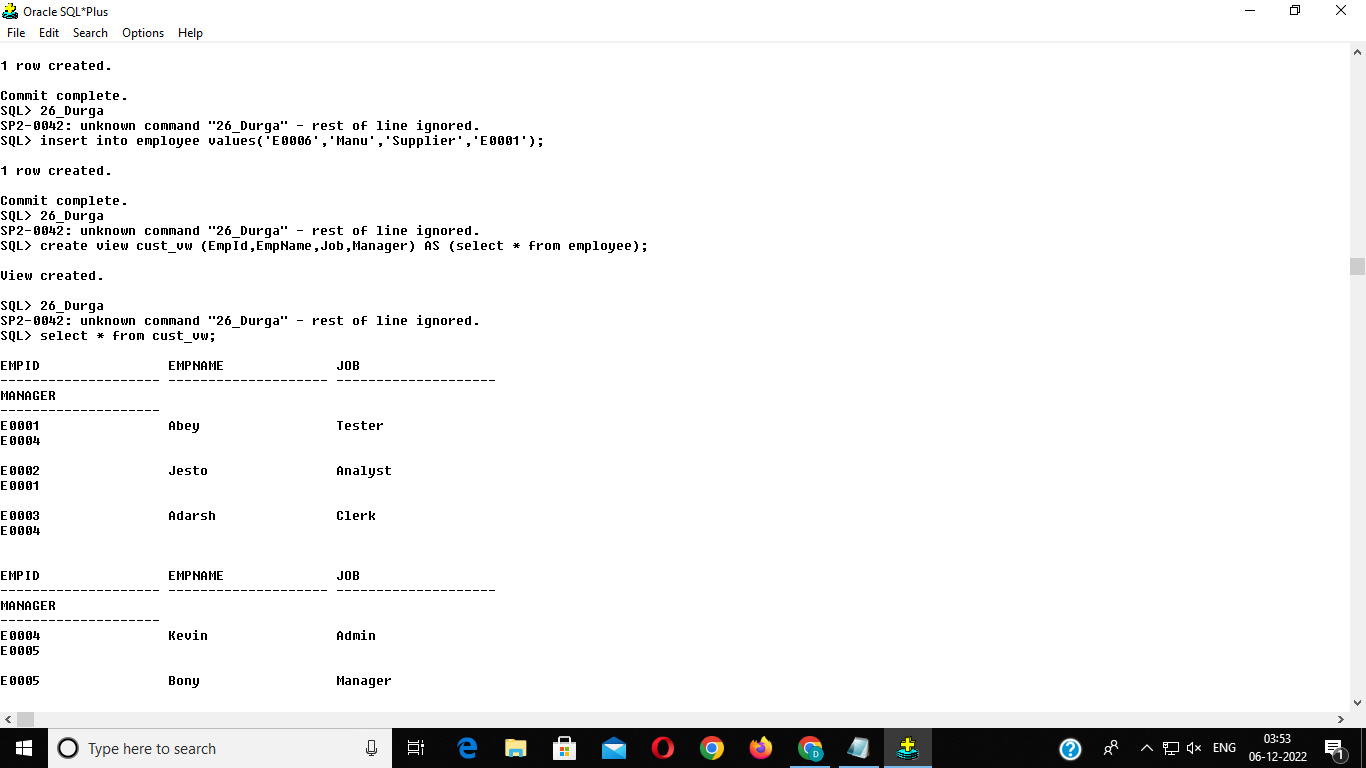 Oracle SQL*Plus
File Edit Search Options Help
1 row created.
Commit complete.
SQL> 26_Durga
SP2-0042: unknown command "26_Durga" - rest of line ignored.
SQL> insert into employee values('E0006','Manu','Supplier','E0001');
1 row created.
Commit complete.
SQL> 26_Durga
SP2-0042: unknown command "26_Durga" - rest of line ignored.
SQL> create view cust_vw (EmpId,EmpName,Job,Manager) AS (select * from employee);
View created.
SQL> 26_Durga
SP2-0042: unknown command "26_Durga" - rest of line ignored.
SQL> select * from cust_vw;
EMPID EMPNAME JOB
-------------------- -------------------- --------------------
MANAGER
--------------------
E0001 Abey Tester
E0004
E0002 Jesto Analyst
E0001
E0003 Adarsh Clerk
E0004
EMPID EMPNAME JOB
-------------------- -------------------- --------------------
MANAGER
--------------------
E0004 Kevin Admin
E0005
E0005 Bony Manager
Type here to search
D
ENG
03:53
06-12-2022
1